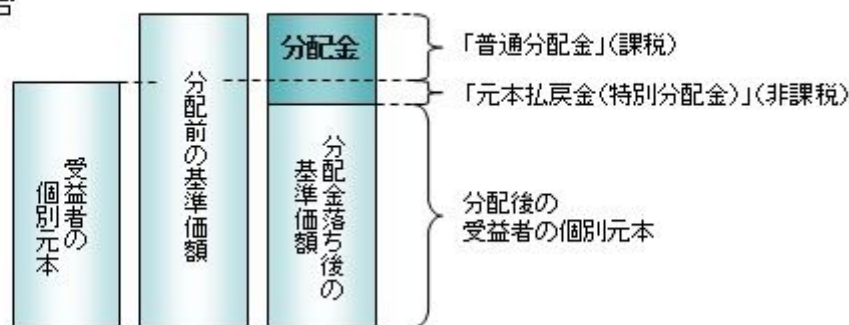 分配金
「普通分配金」(課税)
「元本払戻金(特別分配金)」(非課税)
受益者の
個別元本
分配前の基準価額
分配金落ち後の
基準価額
分配後の
受益者の個別元本